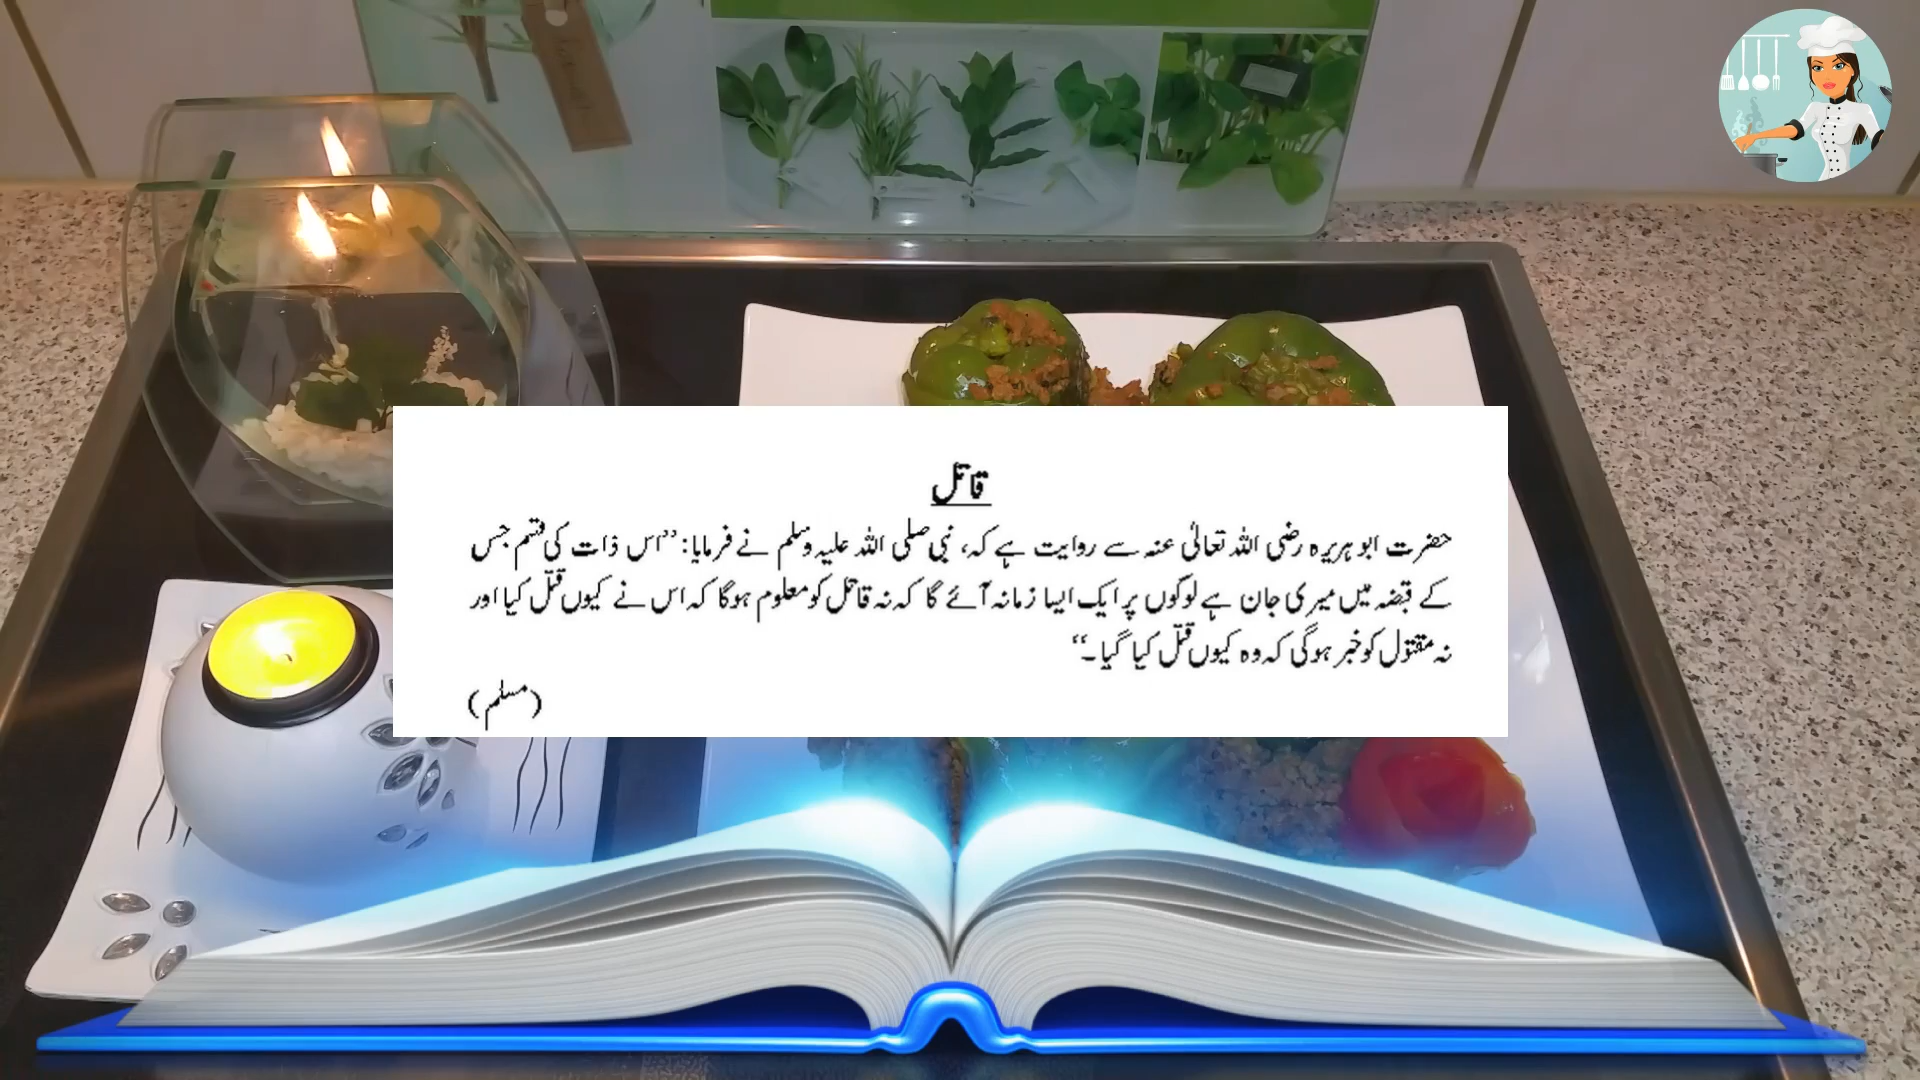 قاتل
حضرت ابو ہریرہ رضی اللہ تعالیٰ عنہ سے روایت ہے کہ، نبی صلی اللہ علیہ وسلم نے فرمایا: ”اس ذات کی قسم جس
کے قبضہ میں میری جان ہے لوگوں پر ایک ایسا زمانہ آئے گا کہ نہ قاتل کو معلوم ہوگا کہ اس نے کیوں قتل کیا اور
نہ مقتول کو خبر ہوگی کہ وہ کیوں قتل کیا گیا۔“
(مسلم)